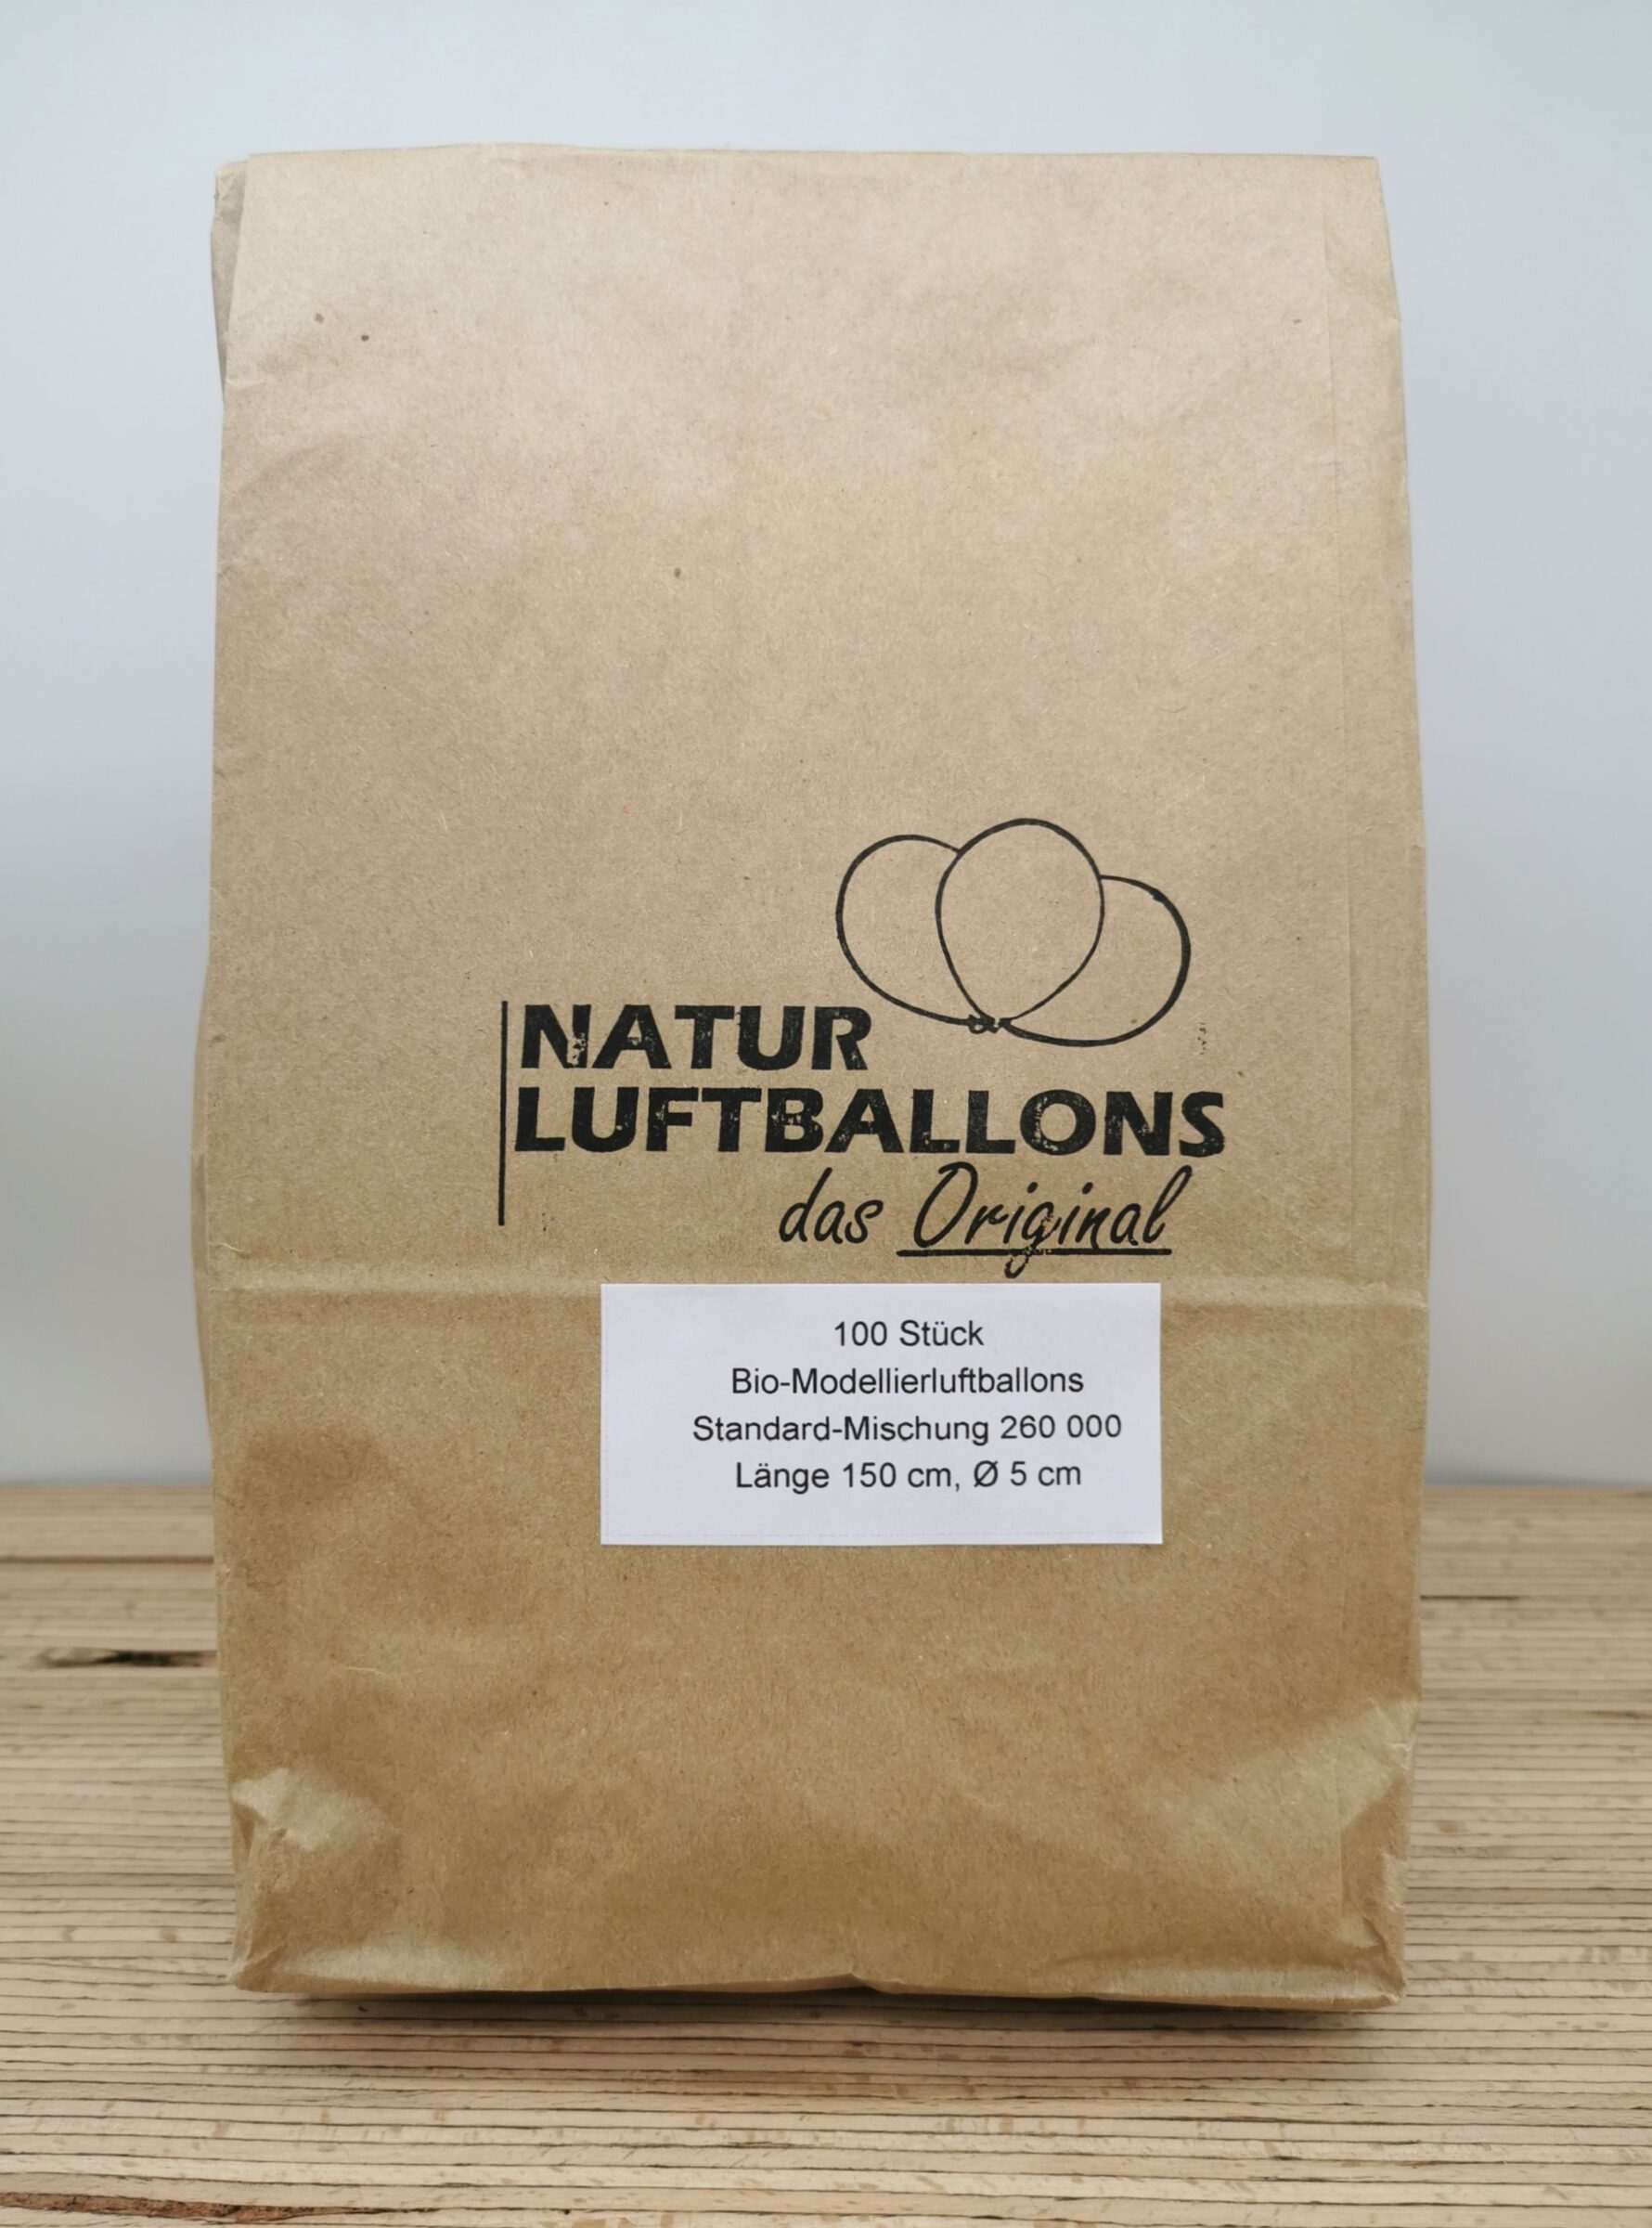 NATUR
LUFTBALLONS
das Original
100 Stück
Bio-Modellierluftballons
Standard-Mischung 260 000
Länge 150 cm, Ø 5 cm